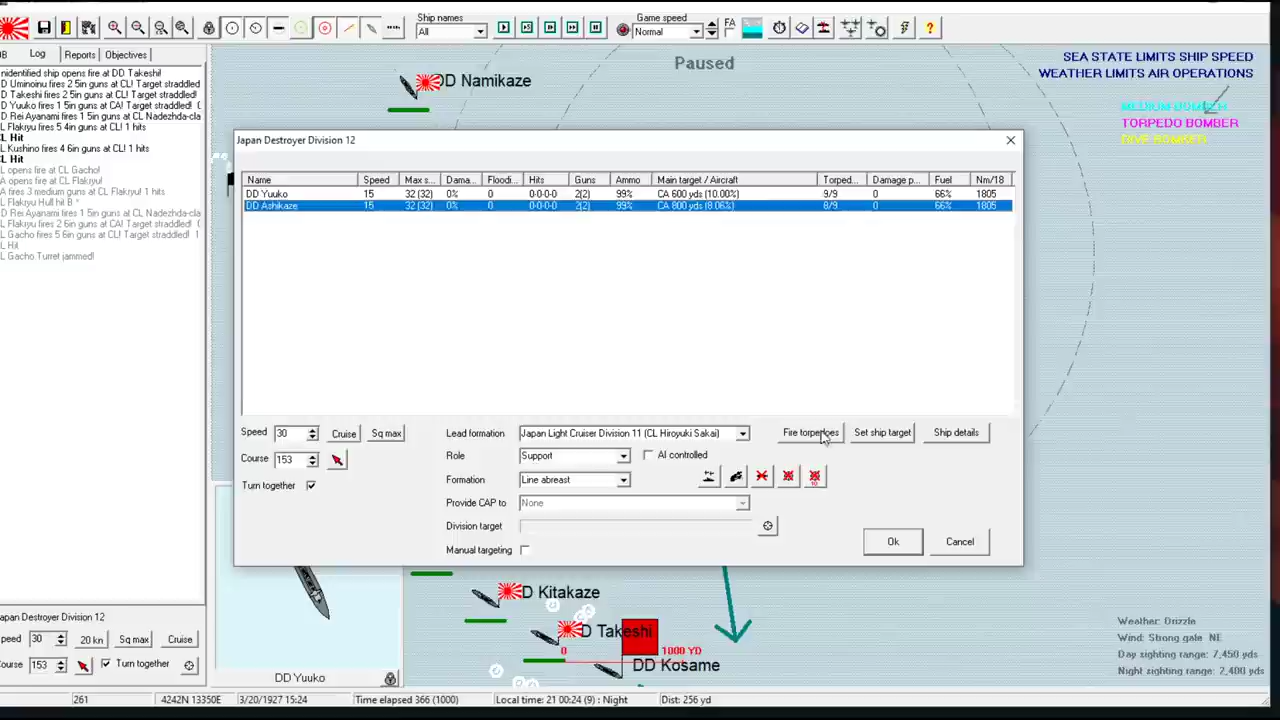 Ship names
Game speed
All
Normal
FA
B Log Reports Objectives
nidentified ship opens fire at DD Takeshi!
D Uminoinu fires 2 5in guns at CL! Target straddled!
D Takeshi fires 2 5in guns at CL! Target straddled!
D Yuuko fires 1 5in guns at CA! Target straddled! (
D Rei Ayanami fires 1 5in guns at CL Nadezhda-cla
L Flakiyu fires 5 4in guns at CL! 1 hits
L Hit
L Kushino fires 4 6in guns at CL! 1 hits
L Hit
L opens fire at CL Gacho!
A opens fire at CL Flakiyu!
A fires 3 medium guns at CL Flakiyu! 1 hits
L Flakiyu Hull hit B *
D Rei Ayanami fires 1 5in guns at CL Nadezhda-cla
L Flakiyu fires 2 6in guns at CL! Target straddled!
L Gacho fires 5 6in guns at CL! Target straddled! 1
L Hit
L Gacho Turret jammed!
Paused
SEA STATE LIMITS SHIP SPEED
WEATHER LIMITS AIR OPERATIONS
MEDIUM BOMBER
TORPEDO BOMBER
DIVE BOMBER
DD Namikaze
Japan Destroyer Division 12
Name Speed Max s... Dama... Floodi... Hits Guns Ammo Main target / Aircraft Torped... Damage p... Fuel Nm/18
DD Yuuko 15 32 (32) 0% 0 0-0-0-0 2(2) 99% CA 600 yds (10.00%) 9/9 0 66% 1805
DD Ashikaze 15 32 (32) 0% 0 0-0-0-0 2(2) 99% CA 800 yds (8.06%) 8/9 0 66% 1805
Speed 30 Cruise Sq max
Course 153
Turn together
Lead formation Japan Light Cruiser Division 11 (CL Hiroyuki Sakai)
Role Support AI controlled
Formation Line abreast
Provide CAP to None
Division target
Manual targeting
Fire torpedoes Set ship target Ship details
10
Ok Cancel
D Kitakaze
D Takeshi
0 1000 YD
DD Kosame
DD Yuuko
apan Destroyer Division 12
peed 30 20 kn Sq max Cruise
ourse 153 Turn together
Weather: Drizzle
Wind: Strong gale NE
Day sighting range: 7,450 yards
Night sighting range: 2,400 yards
261 4242N 13350E 3/20/1927 15:24 Time elapsed 366 (1000) Local time: 21 00:24 (9) : Night Dist: 256 yd